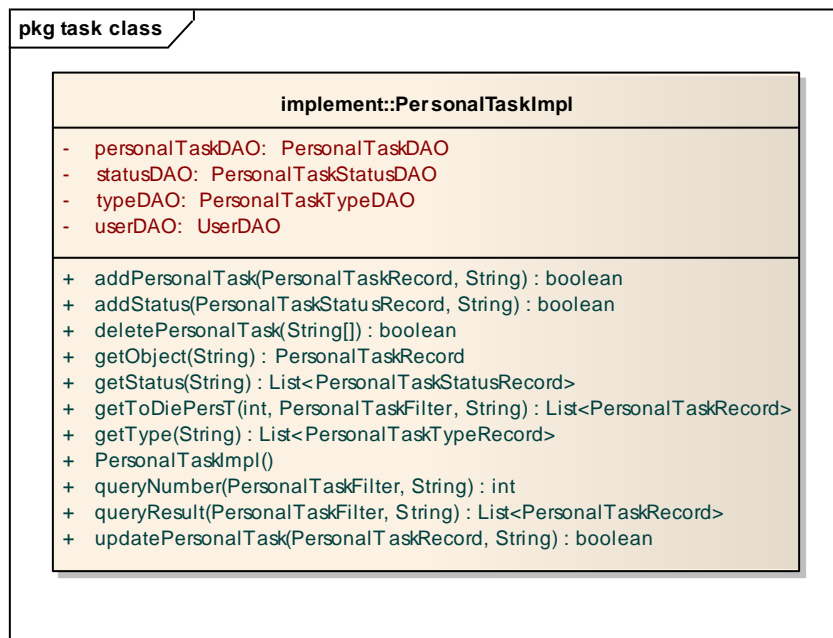 pkg task class
implement::PersonalTaskImpl
- personalTaskDAO: PersonalTaskDAO
- statusDAO: PersonalTaskStatusDAO
- typeDAO: PersonalTaskTypeDAO
- userDAO: UserDAO
+ addPersonalTask(PersonalTaskRecord, String) : boolean
+ addStatus(PersonalTaskStatusRecord, String) : boolean
+ deletePersonalTask(String[]) : boolean
+ getObject(String) : PersonalTaskRecord
+ getStatus(String) : List<PersonalTaskStatusRecord>
+ getToDiePersT(int, PersonalTaskFilter, String) : List<PersonalTaskRecord>
+ getType(String) : List<PersonalTaskTypeRecord>
+ PersonalTaskImpl()
+ queryNumber(PersonalTaskFilter, String) : int
+ queryResult(PersonalTaskFilter, String) : List<PersonalTaskRecord>
+ updatePersonalTask(PersonalTaskRecord, String) : boolean